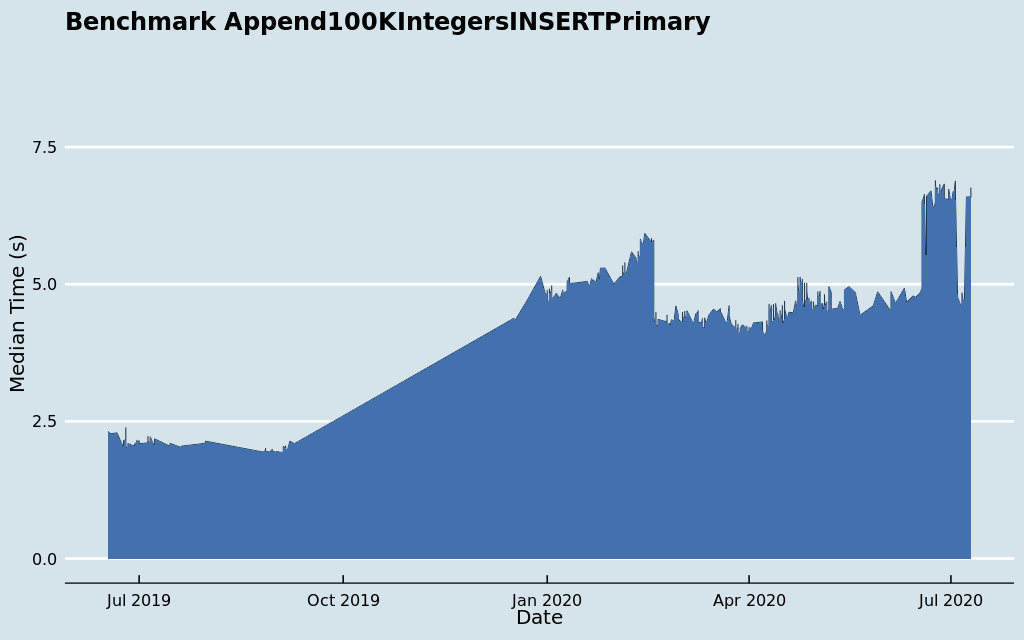 Benchmark Append100KIntegersINSERTPrimary
Median Time (s)
7.5
5.0
2.5
0.0
Jul 2019 Oct 2019 Jan 2020 Apr 2020 Jul 2020
Date